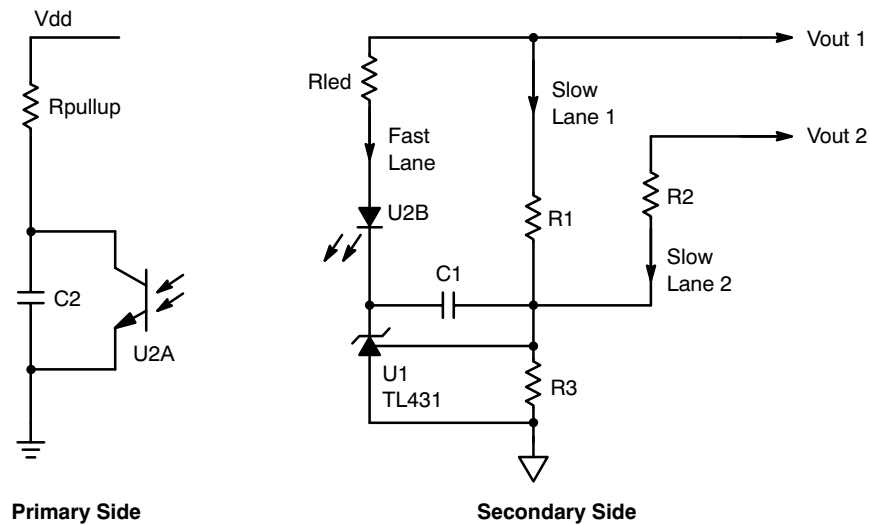 Vdd
Rpullup
C2
U2A
Primary Side
Rled
Fast
Lane
U2B
C1
U1
TL431
Slow
Lane 1
R1
R3
R2
Slow
Lane 2
Vout 1
Vout 2
Secondary Side